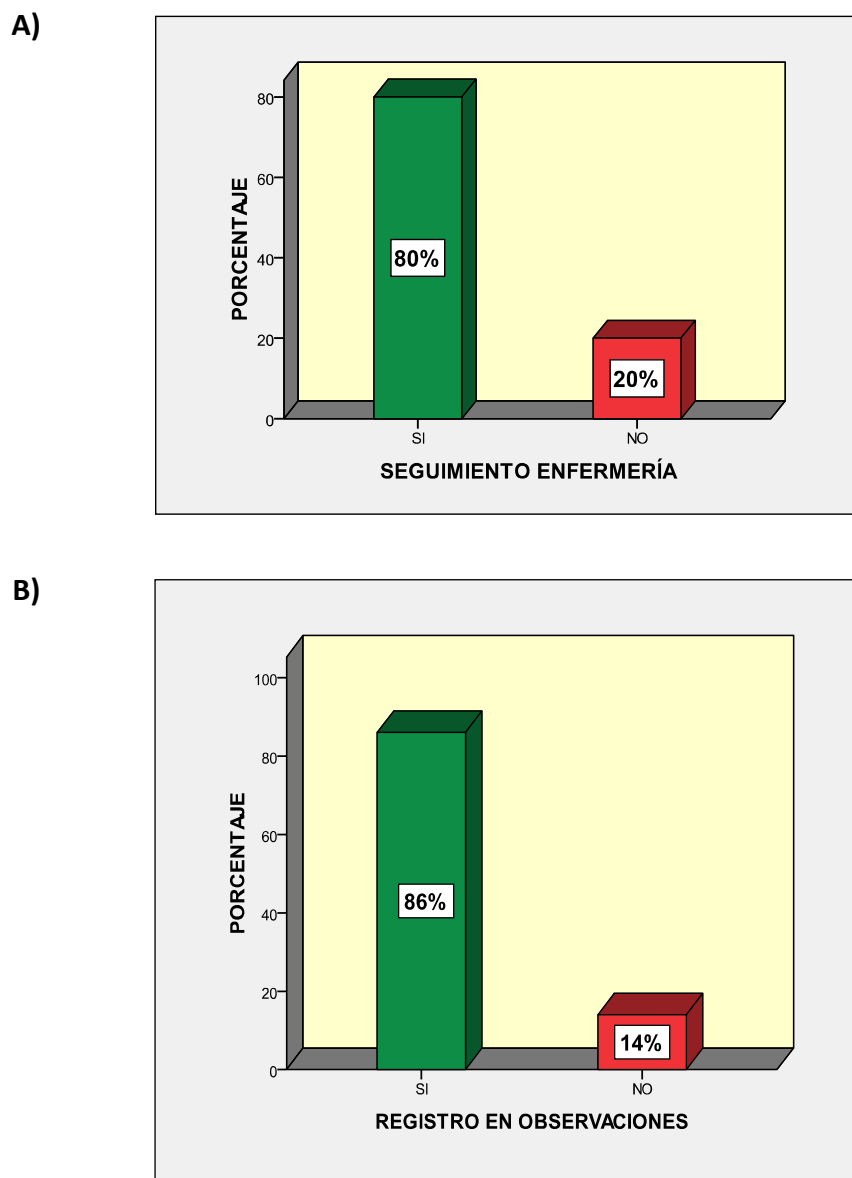 A)
PORCENTAJE
80
60
40
20
0
80%
20%
SI
NO
SEGUIMIENTO ENFERMERÍA
B)
PORCENTAJE
100
80
60
40
20
0
86%
14%
SI
NO
REGISTRO EN OBSERVACIONES